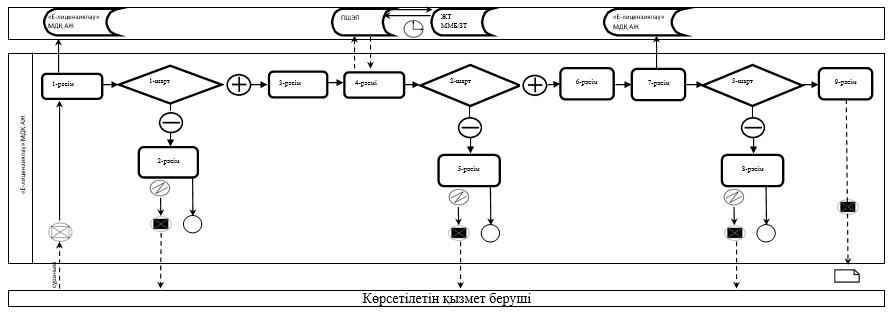 «Е-лицензиялау»
МДҚ АЖ
ПШЭП
ЖТ
ММБ/ЗТ
«Е-лицензиялау»
МДҚ АЖ
«Е-лицензиялау» МДҚ АЖ
1-рәсім
1-шарт
3-рәсім
4-рәсімі
2-шарт
6-рәсім
7-рәсім
3-шарт
9-рәсім
2-рәсім
5-рәсім
8-рәсім
сұраным
Көрсетілетін қызмет беруші